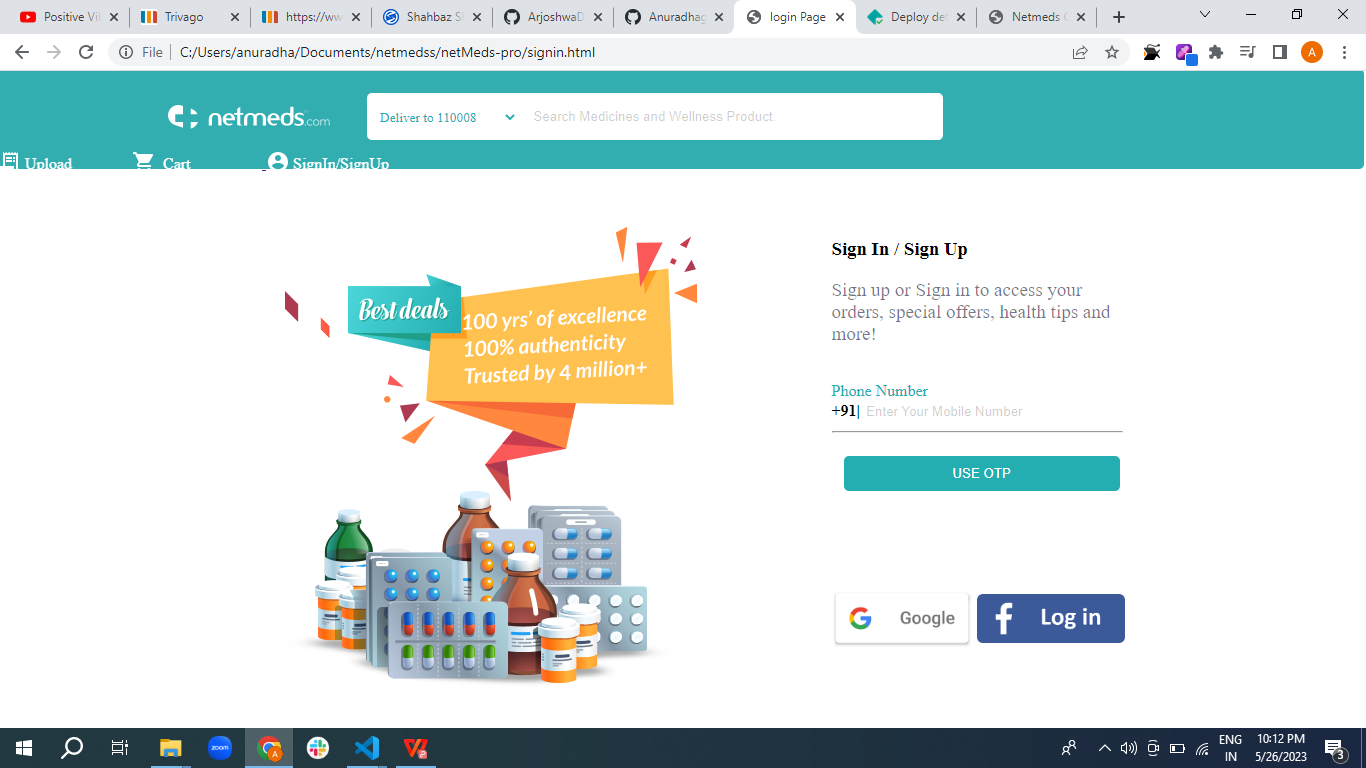 Positive Vi
Trivago
https://ww
Shahbaz S
ArjoshwaD
Anuradhag
login Page
Deploy det
Netmeds C
File C:/Users/anuradha/Documents/netmedss/netMeds-pro/signin.html
A
netmeds.com
Deliver to 110008
Search Medicines and Wellness Product
Upload
Cart
SignIn/SignUp
Best deals
100 yrs' of excellence
100% authenticity
Trusted by 4 million+
Sign In / Sign Up
Sign up or Sign in to access your
orders, special offers, health tips and
more!
Phone Number
+91| Enter Your Mobile Number
USE OTP
Google
Log in
zoom
A
ENG
IN
10:12 PM
5/26/2023
3